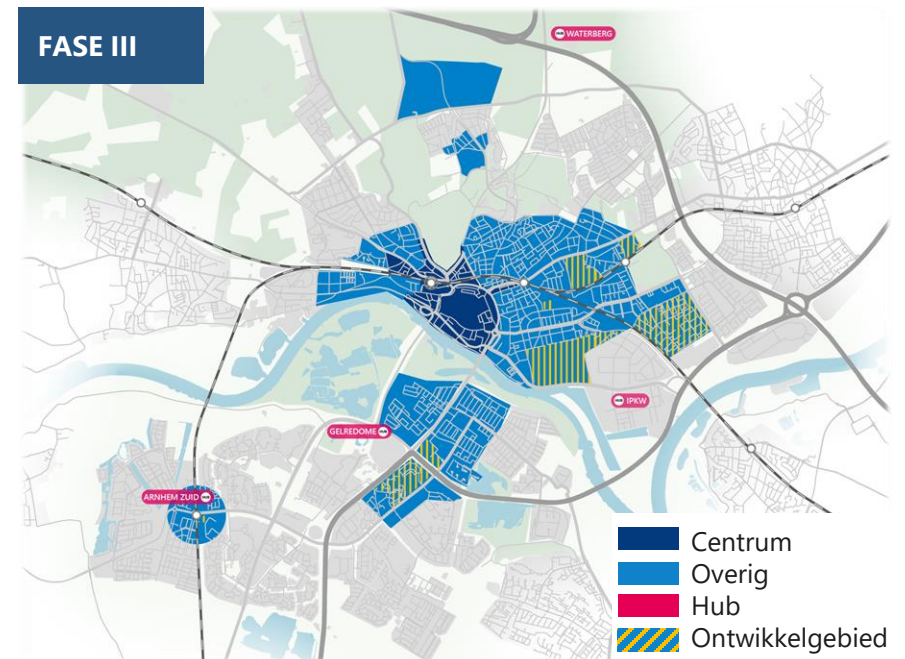 FASE III
WATERBERG
IPKW
GELREDOME
ARNHEM ZUID
Centrum
Overig
Hub
Ontwikkelgebied